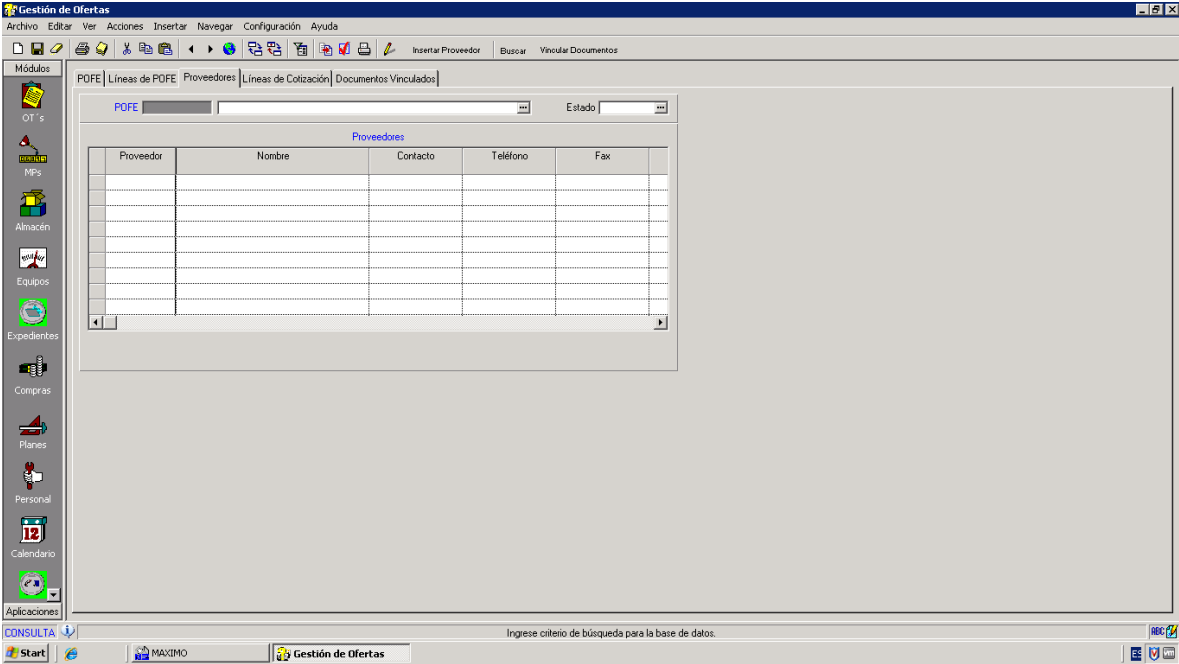 Gestión de Ofertas
Archivo Editar Ver Acciones Insertar Navegar Configuración Ayuda
Insertar Proveedor Buscar Vincular Documentos
Módulos
POFE Líneas de POFE Proveedores Líneas de Cotización Documentos Vinculados
POFE Estado
OT´s
Proveedores
Proveedor Nombre Contacto Teléfono Fax
MPs
Almacén
Equipos
Expedientes
Compras
Planes
Personal
12
Calendario
Aplicaciones
CONSULTA Ingrese criterio de búsqueda para la base de datos. ABC
Start MAXIMO Gestión de Ofertas ES